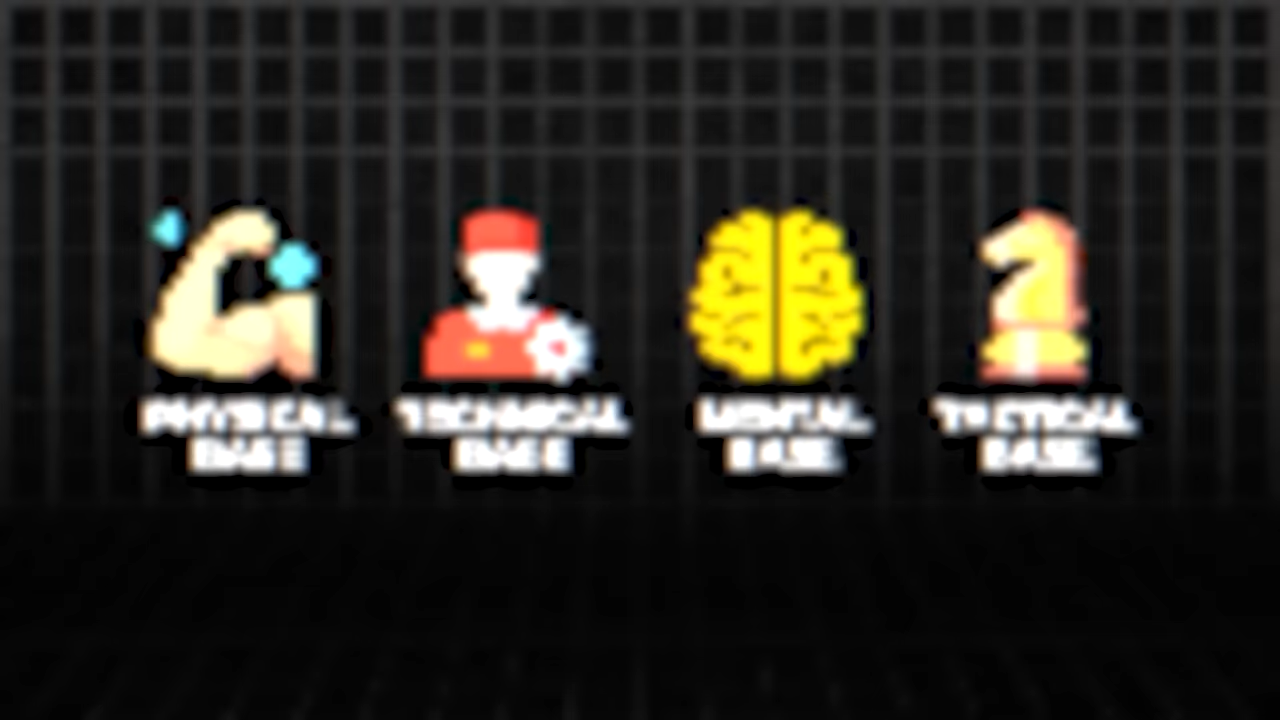 PHYSICAL
BASE
TECHNICAL
BASE
MENTAL
BASE
TACTICAL
BASE